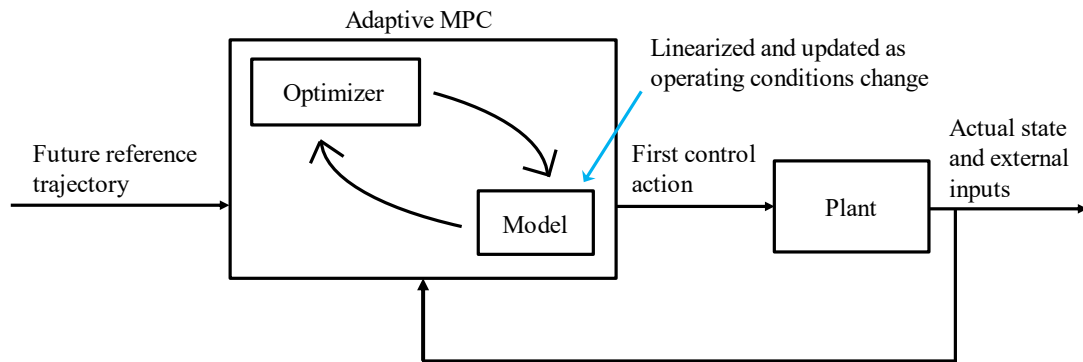 Adaptive MPC
Linearized and updated as
operating conditions change
Optimizer
Future reference
trajectory
Model
First control
action
Plant
Actual state
and external
inputs